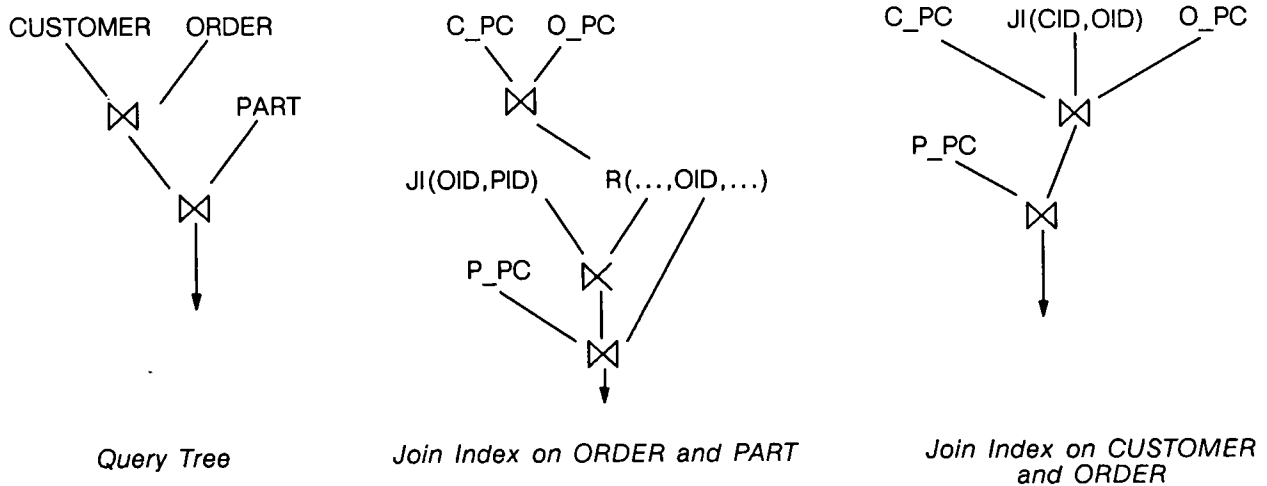 CUSTOMER ORDER
PART
Query Tree
C_PC O_PC
JI(OID,PID) R(...,OID,...)
P_PC
Join Index on ORDER and PART
C_PC JI(CID,OID) O_PC
P_PC
Join Index on CUSTOMER
and ORDER